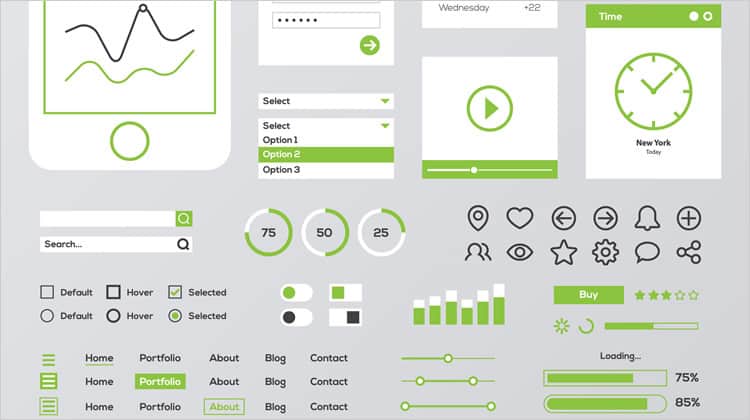 Wednesday +22
Time
Select
Select
Option 1
Option 2
Option 3
New York
Today
Search...
75 50 25
Default Hover Selected
Default Hover Selected
Buy
Home Portfolio About Blog Contact
Home Portfolio About Blog Contact
Home Portfolio About Blog Contact
Loading...
75%
85%